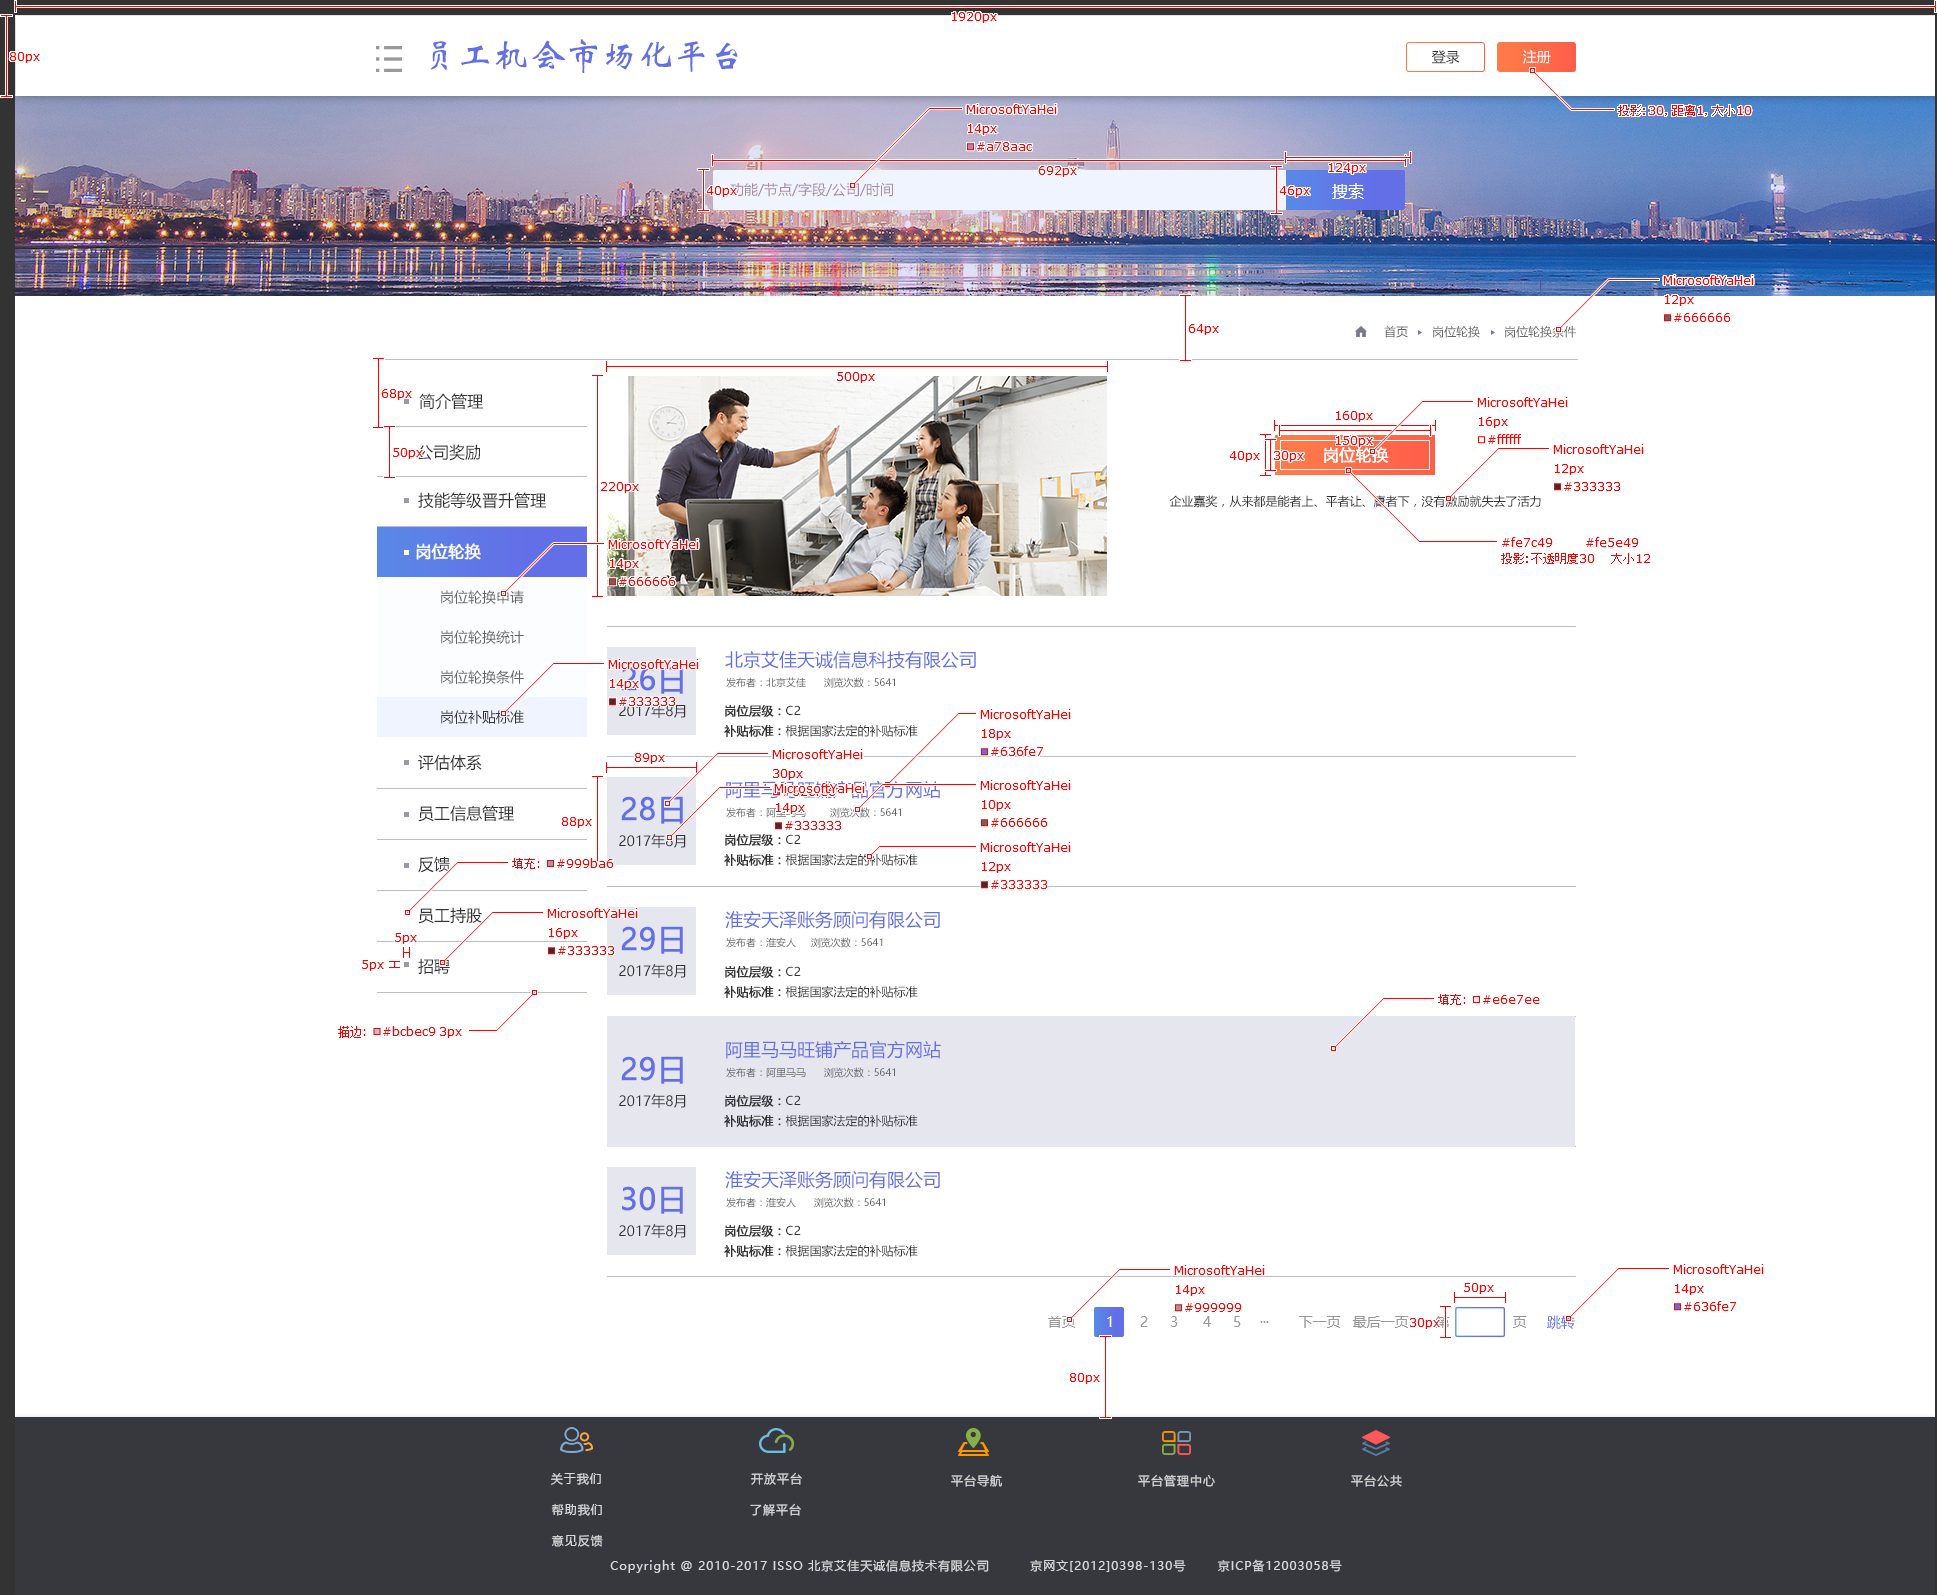 1920px
80px
员工机会市场化平台
登录
注册
投影: 30, 距离1, 大小10
MicrosoftYaHei
14px
#a78aac
692px
124px
40px
功能/节点/字段/公司/时间
46px
搜索
MicrosoftYaHei
12px
#666666
64px
首页 ▸ 岗位轮换 ▸ 岗位轮换条件
68px
简介管理
50px
公司奖励
技能等级晋升管理
岗位轮换
岗位轮换申请
岗位轮换统计
岗位轮换条件
岗位补贴标准
评估体系
员工信息管理
反馈
员工持股
招聘
MicrosoftYaHei
14px
#666666
MicrosoftYaHei
14px
#333333
填充: #999ba6
MicrosoftYaHei
16px
#333333
5px
5px
描边: #bcbec9 3px
500px
220px
160px
150px
40px
30px
岗位轮换
MicrosoftYaHei
16px
#ffffff
MicrosoftYaHei
12px
#333333
企业嘉奖，从来都是能者上、平者让、庸者下，没有激励就失去了活力
#fe7c49 #fe5e49
投影:不透明度30 大小12
26日
2017年8月
北京艾佳天诚信息科技有限公司
发布者：北京艾佳 浏览次数：5641
岗位层级：C2
补贴标准：根据国家法定的补贴标准
89px
88px
MicrosoftYaHei
30px
MicrosoftYaHei
14px
#333333
MicrosoftYaHei
18px
#636fe7
MicrosoftYaHei
10px
#666666
MicrosoftYaHei
12px
#333333
28日
2017年8月
阿里马马旺铺产品官方网站
发布者：阿里马马 浏览次数：5641
岗位层级：C2
补贴标准：根据国家法定的补贴标准
29日
2017年8月
淮安天泽账务顾问有限公司
发布者：淮安人 浏览次数：5641
岗位层级：C2
补贴标准：根据国家法定的补贴标准
填充: #e6e7ee
29日
2017年8月
阿里马马旺铺产品官方网站
发布者：阿里马马 浏览次数：5641
岗位层级：C2
补贴标准：根据国家法定的补贴标准
30日
2017年8月
淮安天泽账务顾问有限公司
发布者：淮安人 浏览次数：5641
岗位层级：C2
补贴标准：根据国家法定的补贴标准
MicrosoftYaHei
14px
#999999
50px
MicrosoftYaHei
14px
#636fe7
首页 1 2 3 4 5 ··· 下一页 最后一页 30px 第 页 跳转
80px
关于我们
帮助我们
意见反馈
开放平台
了解平台
平台导航
平台管理中心
平台公共
Copyright @ 2010-2017 ISSO 北京艾佳天诚信息技术有限公司 京网文[2012]0398-130号 京ICP备12003058号